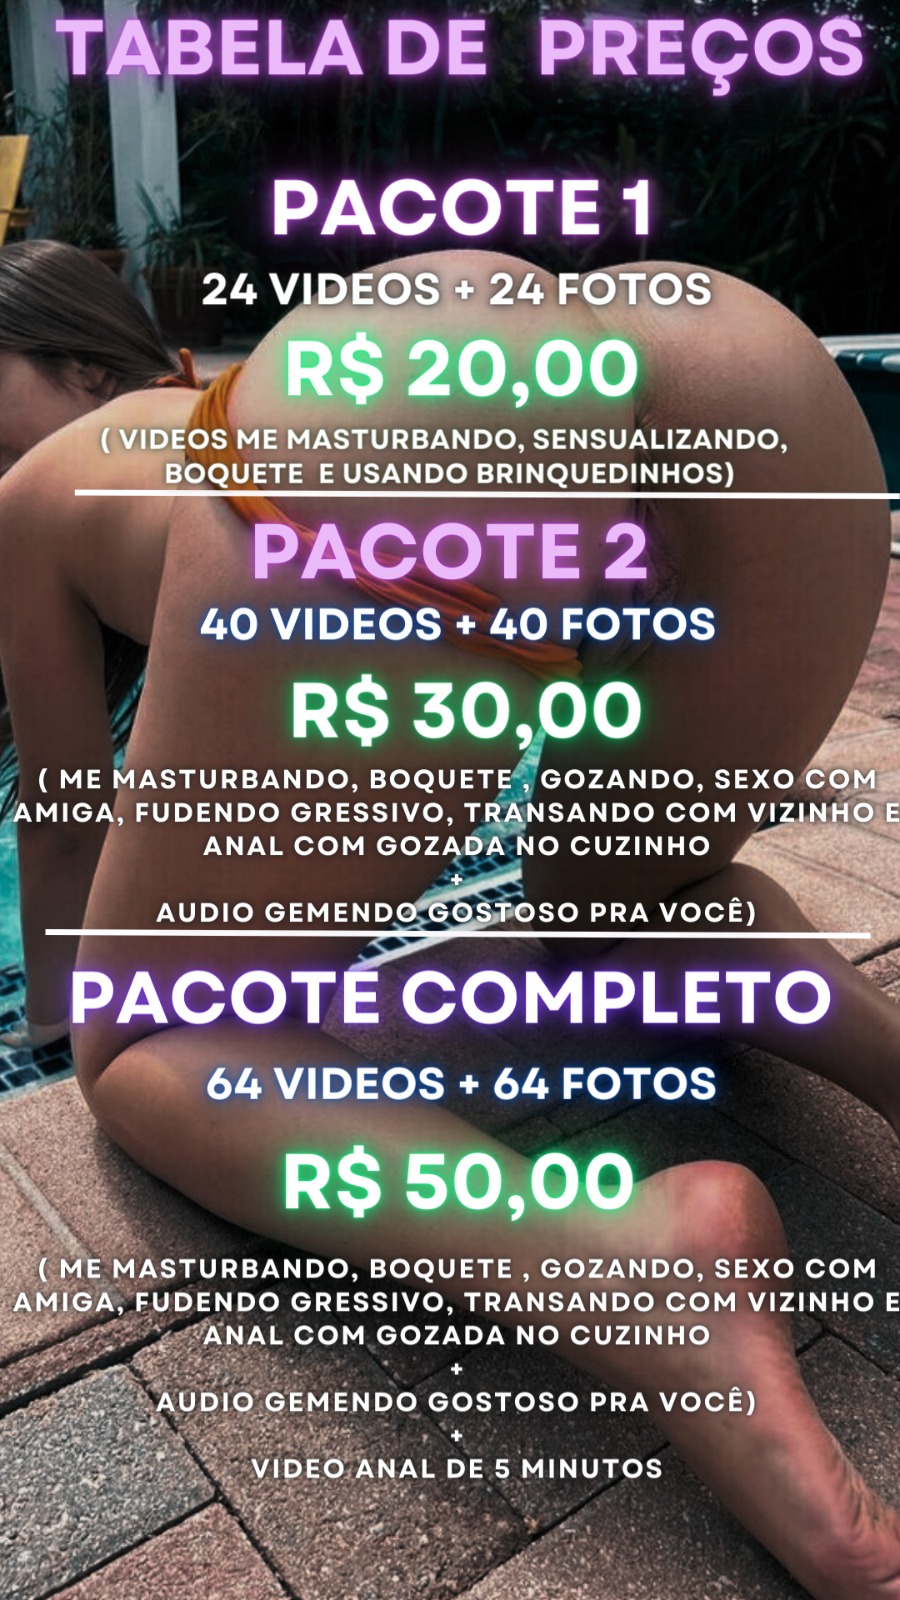 TABELA DE PREÇOS
PACOTE 1
24 VIDEOS + 24 FOTOS
R$ 20,00
( VIDEOS ME MASTURBANDO, SENSUALIZANDO,
BOQUETE E USANDO BRINQUEDINHOS)
PACOTE 2
40 VIDEOS + 40 FOTOS
R$ 30,00
( ME MASTURBANDO, BOQUETE , GOZANDO, SEXO COM
AMIGA, FUDENDO GRESSIVO, TRANSANDO COM VIZINHO E
ANAL COM GOZADA NO CUZINHO
+
AUDIO GEMENDO GOSTOSO PRA VOCÊ)
PACOTE COMPLETO
64 VIDEOS + 64 FOTOS
R$ 50,00
( ME MASTURBANDO, BOQUETE , GOZANDO, SEXO COM
AMIGA, FUDENDO GRESSIVO, TRANSANDO COM VIZINHO E
ANAL COM GOZADA NO CUZINHO
+
AUDIO GEMENDO GOSTOSO PRA VOCÊ)
+
VIDEO ANAL DE 5 MINUTOS